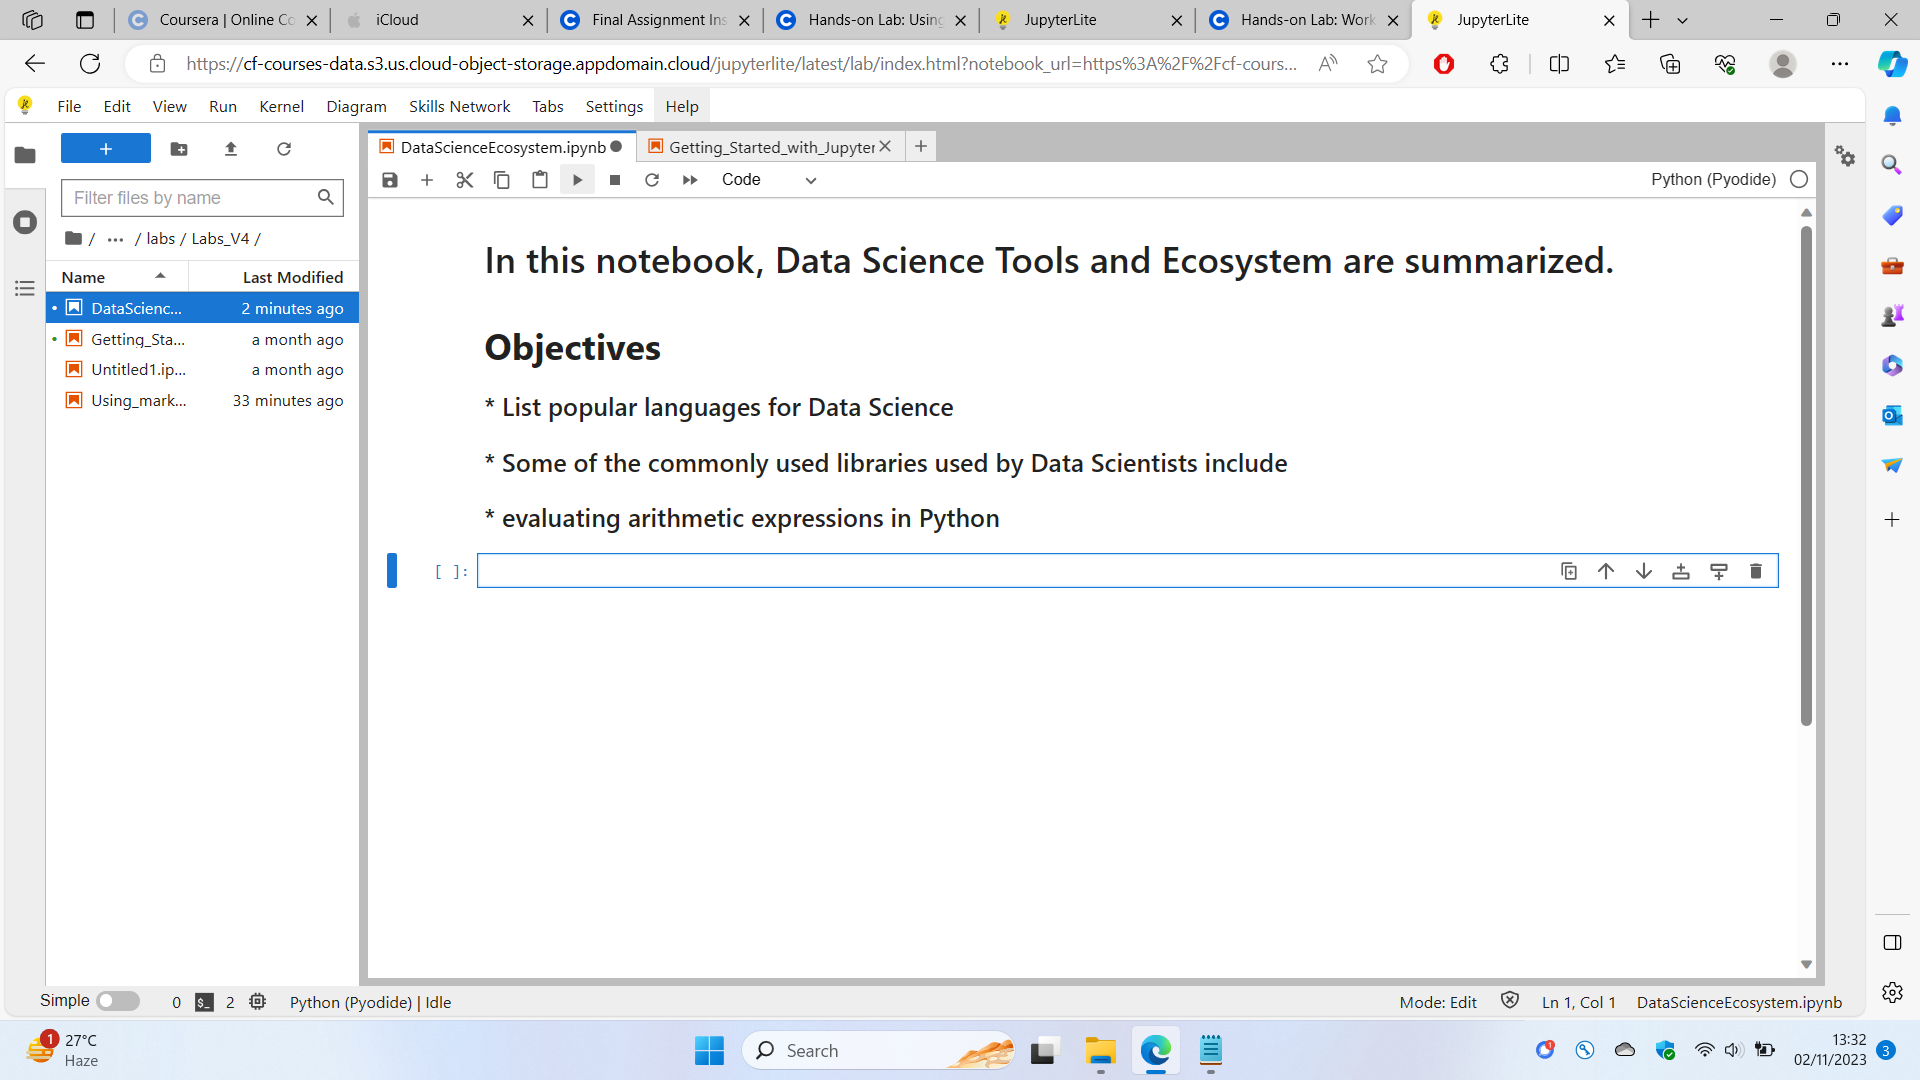 Coursera | Online Co
iCloud
Final Assignment Ins
Hands-on Lab: Using
JupyterLite
Hands-on Lab: Work
JupyterLite
https://cf-courses-data.s3.us.cloud-object-storage.appdomain.cloud/jupyterlite/latest/lab/index.html?notebook_url=https%3A%2F%2Fcf-cours...
File Edit View Run Kernel Diagram Skills Network Tabs Settings Help
DataScienceEcosystem.ipynb
Getting_Started_with_Jupyter
Code
Python (Pyodide)
Filter files by name
/ ... / labs / Labs_V4 /
Name Last Modified
DataScienc... 2 minutes ago
Getting_Sta... a month ago
Untitled1.ip... a month ago
Using_mark... 33 minutes ago
In this notebook, Data Science Tools and Ecosystem are summarized.
Objectives
* List popular languages for Data Science
* Some of the commonly used libraries used by Data Scientists include
* evaluating arithmetic expressions in Python
[ ]:
Simple 0 2 Python (Pyodide) | Idle
Mode: Edit Ln 1, Col 1 DataScienceEcosystem.ipynb
1 27°C
Haze
Search
13:32
02/11/2023 3